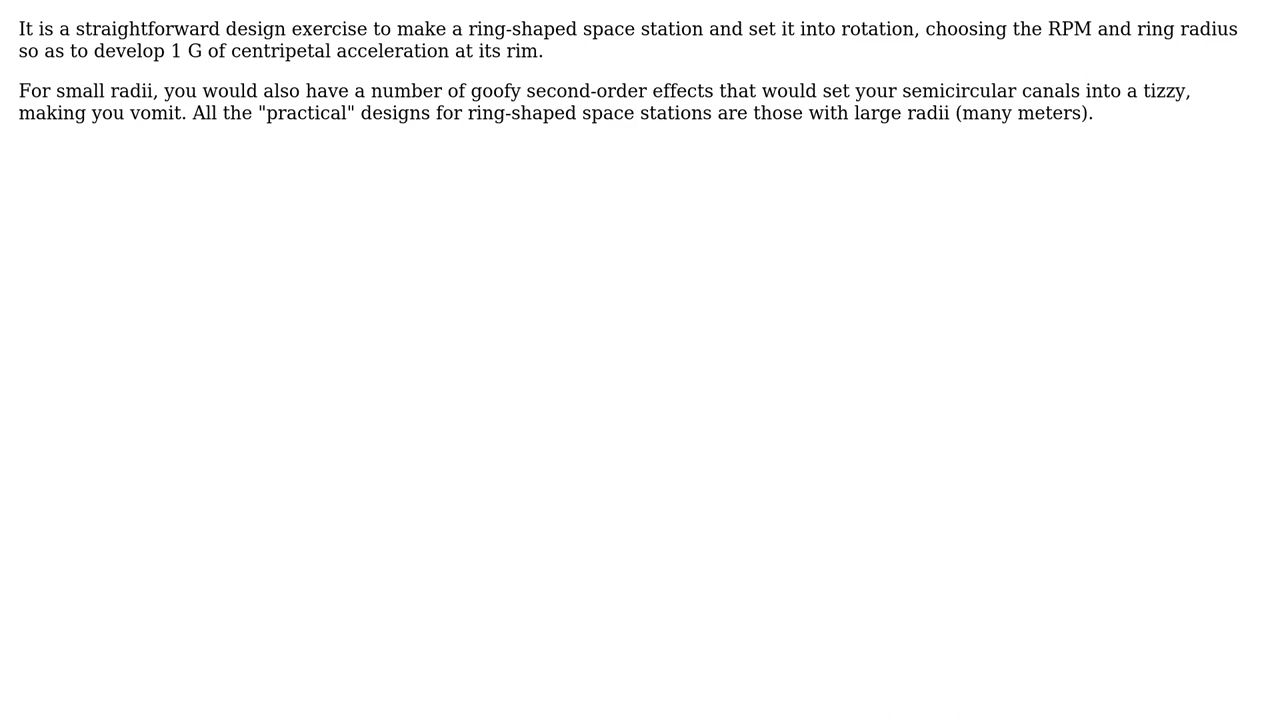 It is a straightforward design exercise to make a ring-shaped space station and set it into rotation, choosing the RPM and ring radius
so as to develop 1 G of centripetal acceleration at its rim.
For small radii, you would also have a number of goofy second-order effects that would set your semicircular canals into a tizzy,
making you vomit. All the "practical" designs for ring-shaped space stations are those with large radii (many meters).